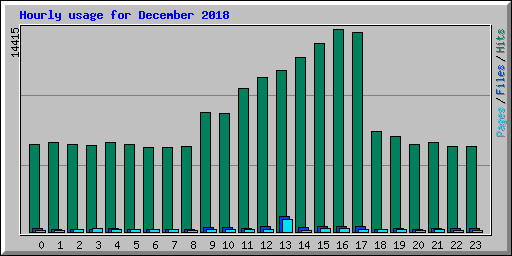 Hourly usage for December 2018
14415
Pages/Files/Hits
0 1 2 3 4 5 6 7 8 9 10 11 12 13 14 15 16 17 18 19 20 21 22 23